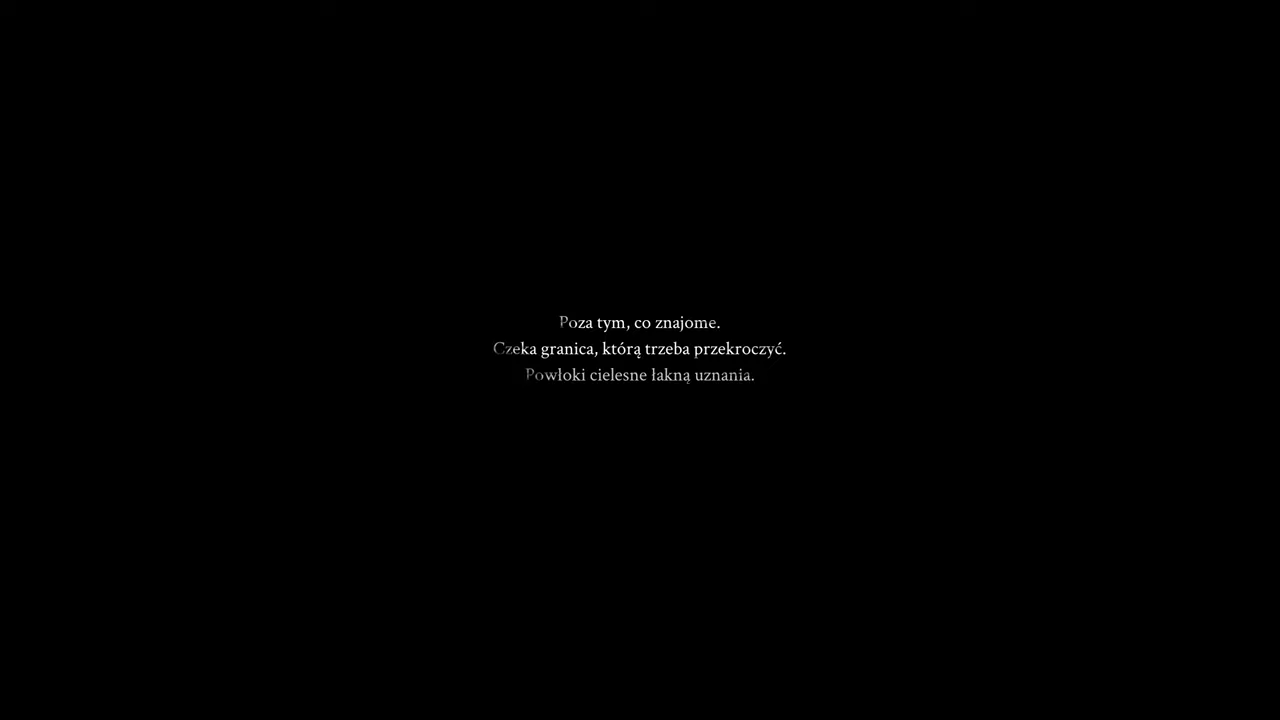 Poza tym, co znajome.
Czeka granica, którą trzeba przekroczyć.
Powłoki cielesne łakną uznania.